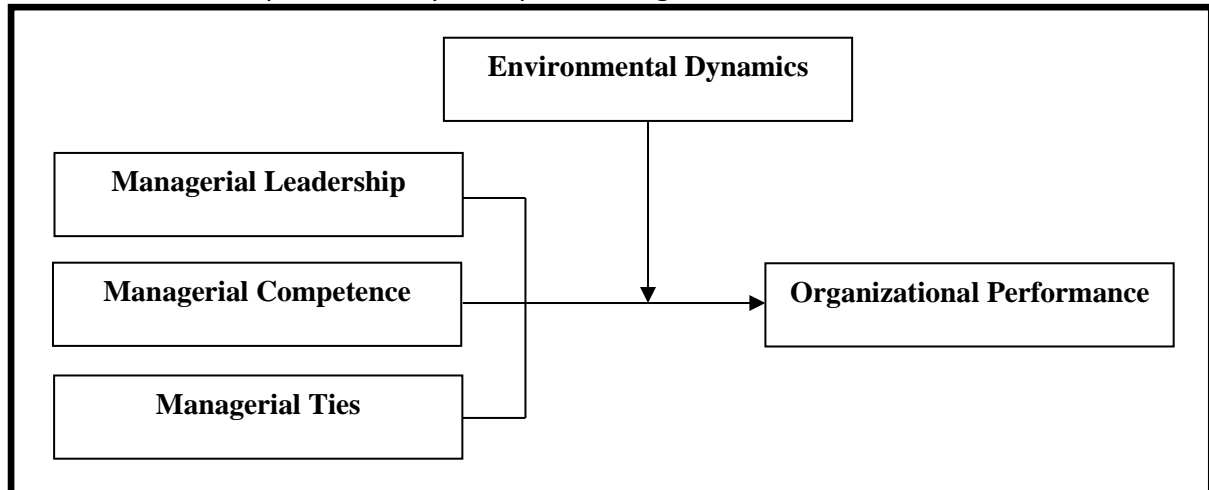 Environmental Dynamics
Managerial Leadership
Managerial Competence
Organizational Performance
Managerial Ties